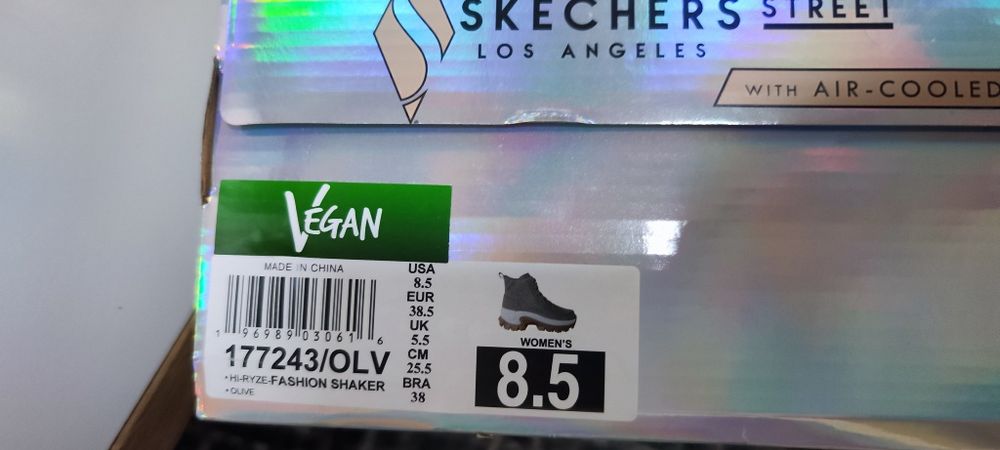 SKECHERS STREET
LOS ANGELES
WITH AIR-COOLED
VEGAN
MADE IN CHINA
1 96989 03061 6
177243/OLV
•HI-RYZE-FASHION SHAKER
•OLIVE
USA
8.5
EUR
38.5
UK
5.5
CM
25.5
BRA
38
WOMEN'S
8.5